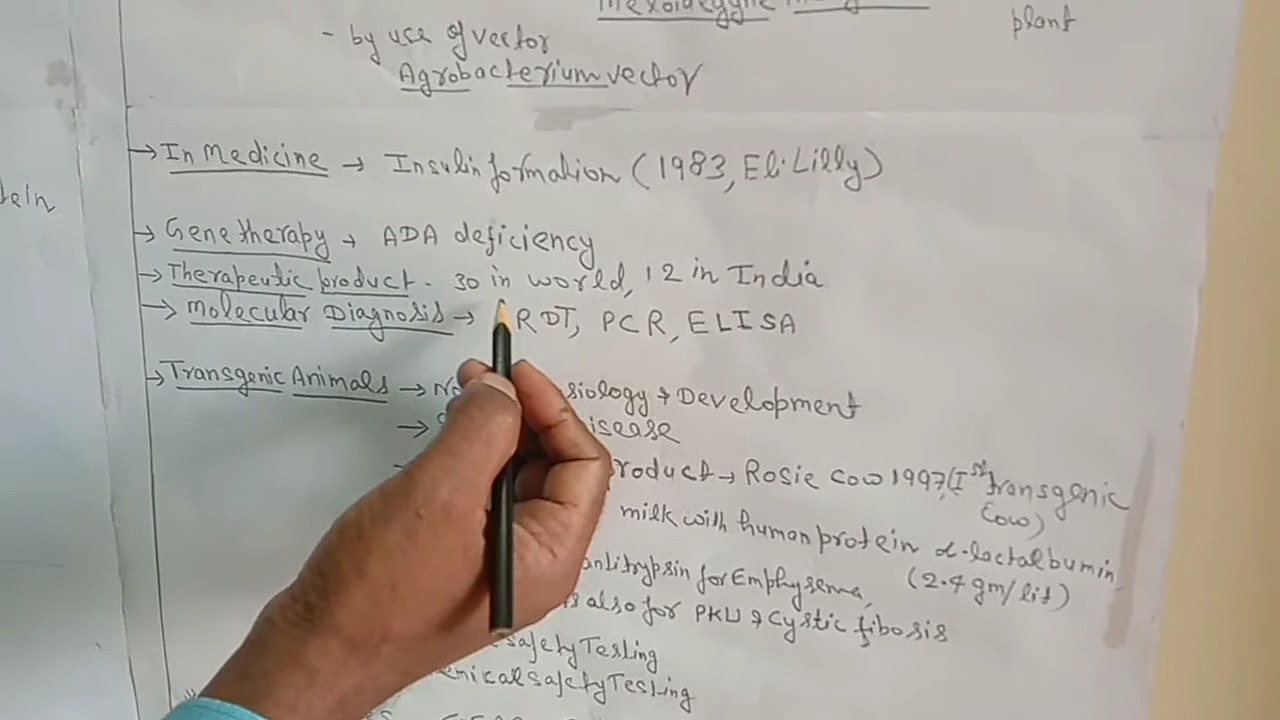 plant
- by use of vector
Agrobacterium vector
tein
→ In Medicine → Insulin formation (1983, Eli Lilly)
→ Gene therapy → ADA deficiency
→ Therapeutic product - 30 in world, 12 in India
→ Molecular Diagnosis → RDT, PCR, ELISA
→ Transgenic Animals → siology & Development
→ isease
roduct → Rosie Cow 1997, (Ist transgenic
Cow)
milk with human protein α-lactalbumin
(2.4 gm/lit)
antitrypsin for Emphysema,
also for PKU & Cystic fibosis
safety Testing
emical safety Testing